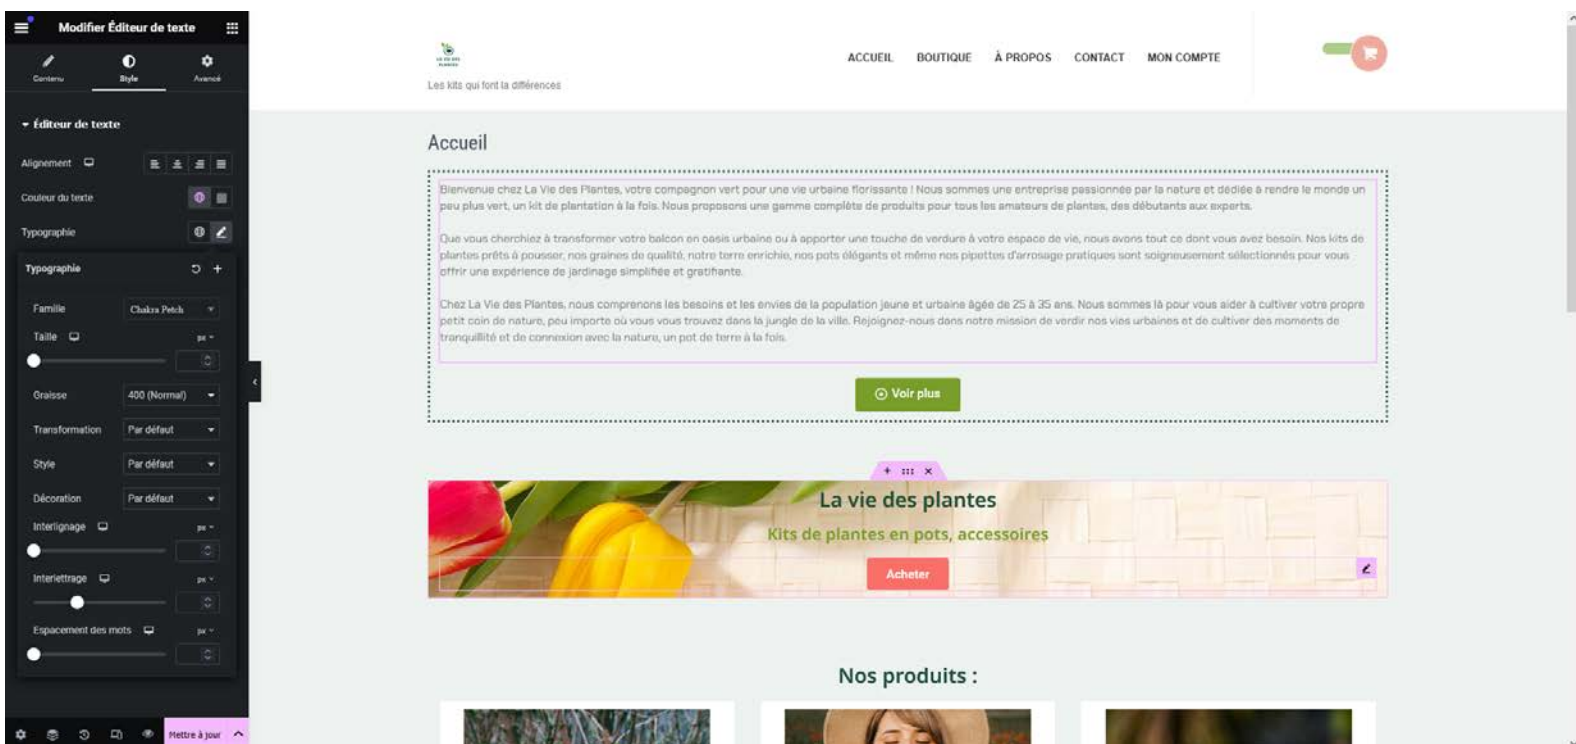 Modifier Éditeur de texte
Contenu
Style
Avancé
Éditeur de texte
Alignement
Couleur du texte
Typographie
Typographie
Famille
Chakra Petch
Taille
px
Graisse
400 (Normal)
Transformation
Par défaut
Style
Par défaut
Décoration
Par défaut
Interlignage
px
Interlettrage
px
Espacement des mots
px
Mettre à jour
LA VIE DES
PLANTES
Les kits qui font la différences
ACCUEIL
BOUTIQUE
À PROPOS
CONTACT
MON COMPTE
Accueil
Bienvenue chez La Vie des Plantes, votre compagnon vert pour une vie urbaine florissante ! Nous sommes une entreprise passionnée par la nature et dédiée à rendre le monde un
peu plus vert, un kit de plantation à la fois. Nous proposons une gamme complète de produits pour tous les amateurs de plantes, des débutants aux experts.
Que vous cherchiez à transformer votre balcon en oasis urbaine ou à apporter une touche de verdure à votre espace de vie, nous avons tout ce dont vous avez besoin. Nos kits de
plantes prêts à pousser, nos graines de qualité, notre terre enrichie, nos pots élégants et même nos pipettes d'arrosage pratiques sont soigneusement sélectionnés pour vous
offrir une expérience de jardinage simplifiée et gratifiante.
Chez La Vie des Plantes, nous comprenons les besoins et les envies de la population jeune et urbaine âgée de 25 à 35 ans. Nous sommes là pour vous aider à cultiver votre propre
petit coin de nature, peu importe où vous vous trouvez dans la jungle de la ville. Rejoignez-nous dans notre mission de verdir nos vies urbaines et de cultiver des moments de
tranquillité et de connexion avec la nature, un pot de terre à la fois.
Voir plus
La vie des plantes
Kits de plantes en pots, accessoires
Acheter
Nos produits :